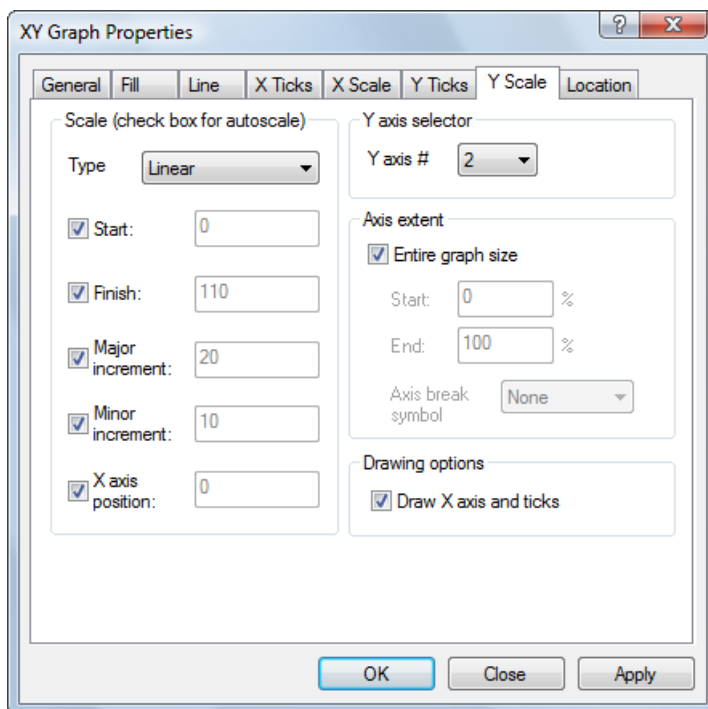 XY Graph Properties
?
General Fill Line X Ticks X Scale Y Ticks Y Scale Location
Scale (check box for autoscale)
Type Linear
Start: 0
Finish: 110
Major
increment: 20
Minor
increment: 10
X axis
position: 0
Y axis selector
Y axis # 2
Axis extent
Entire graph size
Start: 0 %
End: 100 %
Axis break
symbol None
Drawing options
Draw X axis and ticks
OK Close Apply